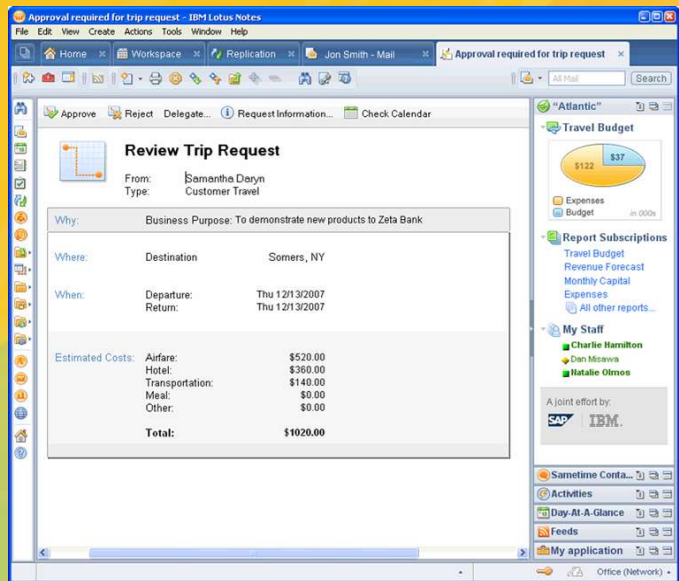 Approval required for trip request - IBM Lotus Notes
File Edit View Create Actions Tools Window Help
Home Workspace Replication Jon Smith - Mail Approval required for trip request
All Mail Search
Approve Reject Delegate... Request Information... Check Calendar
Review Trip Request
From: Samantha Daryn
Type: Customer Travel
Why: Business Purpose: To demonstrate new products to Zeta Bank
Where: Destination Somers, NY
When: Departure: Thu 12/13/2007
Return: Thu 12/13/2007
Estimated Costs: Airfare: $520.00
Hotel: $360.00
Transportation: $140.00
Meal: $0.00
Other: $0.00
Total: $1020.00
"Atlantic"
Travel Budget
$122 $37
Expenses
Budget in 000s
Report Subscriptions
Travel Budget
Revenue Forecast
Monthly Capital
Expenses
All other reports...
My Staff
Charlie Hamilton
Dan Misawa
Natalie Olmos
A joint effort by:
SAP IBM.
Sametime Conta...
Activities
Day-At-A-Glance
Feeds
My application
Office (Network)